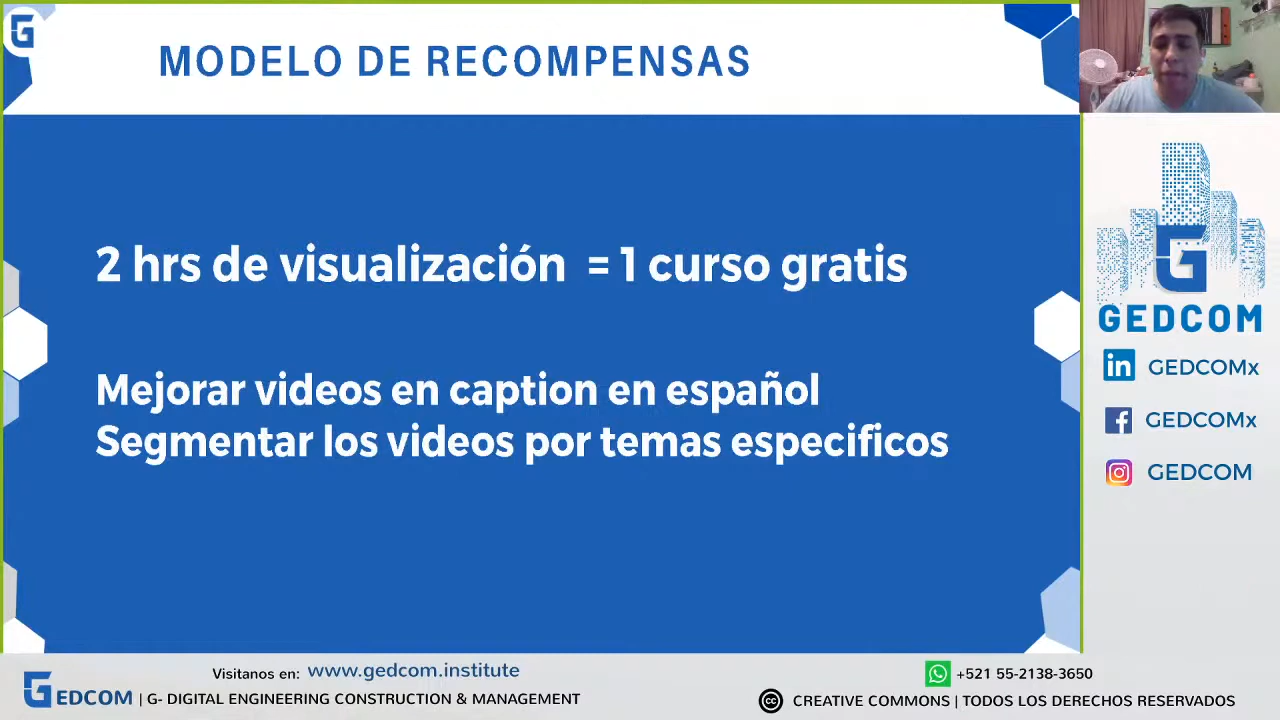 G
MODELO DE RECOMPENSAS
2 hrs de visualización = 1 curso gratis
Mejorar videos en caption en español
Segmentar los videos por temas especificos
G
GEDCOM
in GEDCOMx
f GEDCOMx
GEDCOM
Visitanos en: www.gedcom.institute
+521 55-2138-3650
GEDCOM | G- DIGITAL ENGINEERING CONSTRUCTION & MANAGEMENT
cc CREATIVE COMMONS | TODOS LOS DERECHOS RESERVADOS